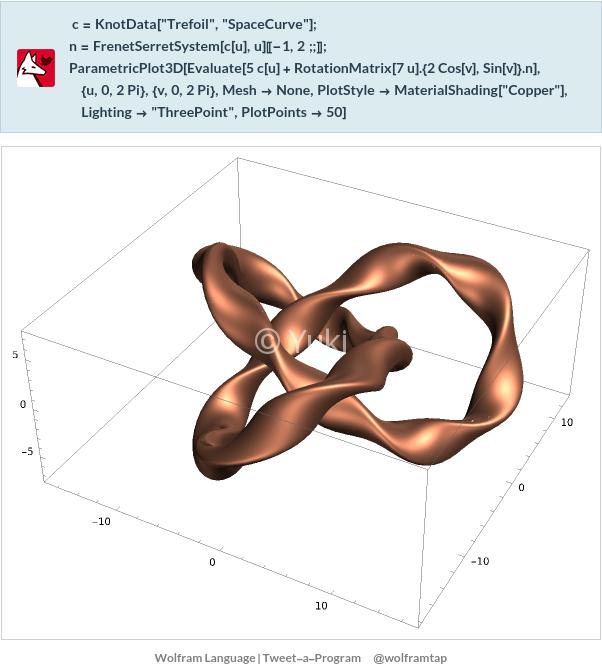 c = KnotData["Trefoil", "SpaceCurve"];
n = FrenetSerretSystem[c[u], u]⟦-1, 2 ;;⟧;
ParametricPlot3D[Evaluate[5 c[u] + RotationMatrix[7 u].{2 Cos[v], Sin[v]}.n],
{u, 0, 2 Pi}, {v, 0, 2 Pi}, Mesh → None, PlotStyle → MaterialShading["Copper"],
Lighting → "ThreePoint", PlotPoints → 50]
© Yuki
5
0
-5
-10
0
10
10
0
-10
Wolfram Language | Tweet-a-Program @wolframtap